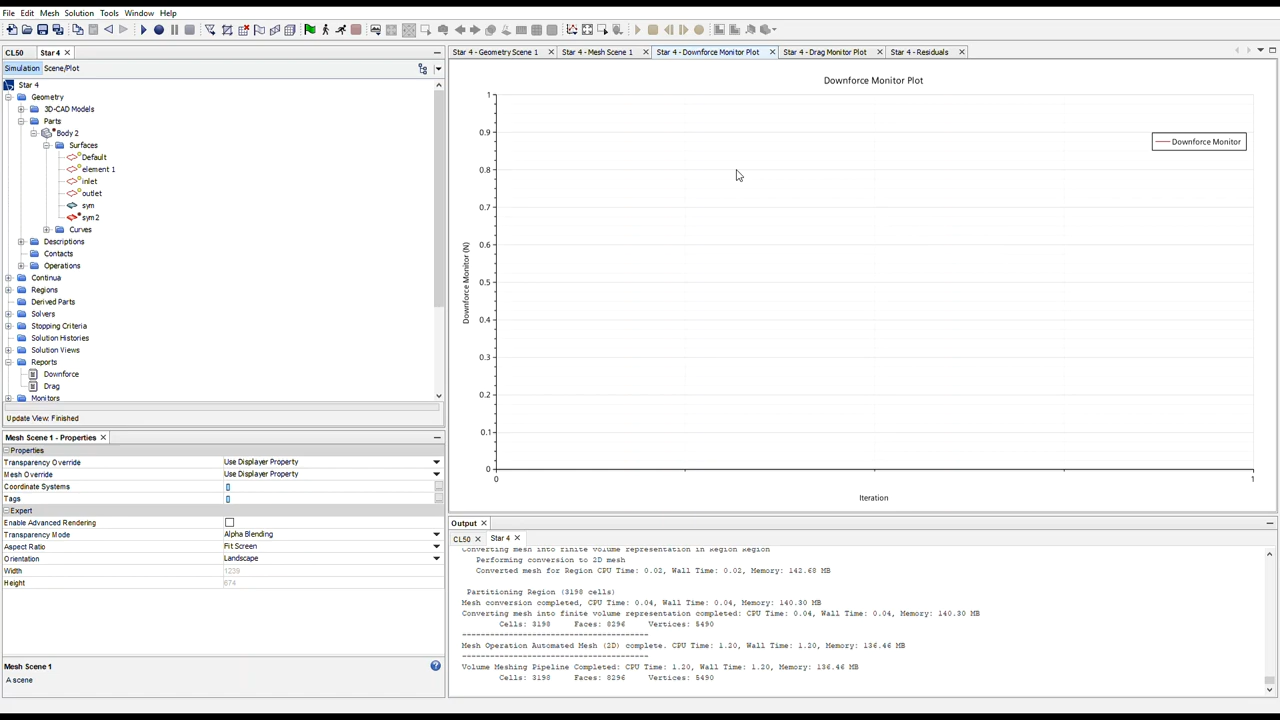 File Edit Mesh Solution Tools Window Help
CL50 Star 4
Simulation Scene/Plot
Star 4
Geometry
3D-CAD Models
Parts
Body 2
Surfaces
Default
element 1
inlet
outlet
sym
sym2
Curves
Descriptions
Contacts
Operations
Continua
Regions
Derived Parts
Solvers
Stopping Criteria
Solution Histories
Solution Views
Reports
Downforce
Drag
Monitors
Update View: Finished
Mesh Scene 1 - Properties
Properties
Transparency Override Use Displayer Property
Mesh Override Use Displayer Property
Coordinate Systems []
Tags []
Expert
Enable Advanced Rendering
Transparency Mode Alpha Blending
Aspect Ratio Fit Screen
Orientation Landscape
Width 1239
Height 674
Mesh Scene 1
A scene
Star 4 - Geometry Scene 1 Star 4 - Mesh Scene 1 Star 4 - Downforce Monitor Plot Star 4 - Drag Monitor Plot Star 4 - Residuals
Downforce Monitor Plot
Downforce Monitor
1
0.9
0.8
0.7
0.6
0.5
0.4
0.3
0.2
0.1
0
Downforce Monitor (N)
0 1
Iteration
Output
CL50 Star 4
Converting mesh into finite volume representation in Region Region
Performing conversion to 2D mesh
Converted mesh for Region CPU Time: 0.02, Wall Time: 0.02, Memory: 142.68 MB
Partitioning Region (3198 cells)
Mesh conversion completed, CPU Time: 0.04, Wall Time: 0.04, Memory: 140.30 MB
Converting mesh into finite volume representation completed: CPU Time: 0.04, Wall Time: 0.04, Memory: 140.30 MB
Cells: 3198 Faces: 8296 Vertices: 5490
----------------------------------------
Mesh Operation Automated Mesh (2D) complete. CPU Time: 1.20, Wall Time: 1.20, Memory: 136.46 MB
----------------------------------------
Volume Meshing Pipeline Completed: CPU Time: 1.20, Wall Time: 1.20, Memory: 136.46 MB
Cells: 3198 Faces: 8296 Vertices: 5490